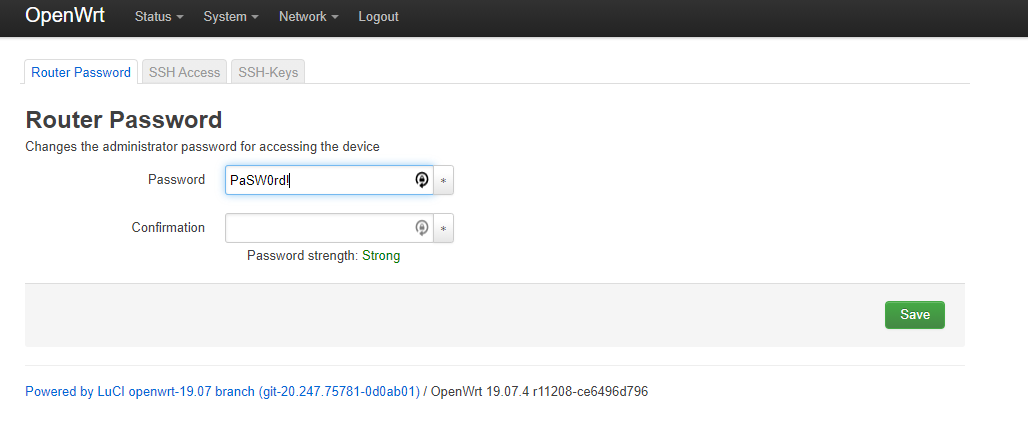 OpenWrt Status System Network Logout
Router Password SSH Access SSH-Keys
Router Password
Changes the administrator password for accessing the device
Password PaSW0rd! *
Confirmation *
Password strength: Strong
Save
Powered by LuCI openwrt-19.07 branch (git-20.247.75781-0d0ab01) / OpenWrt 19.07.4 r11208-ce6496d796